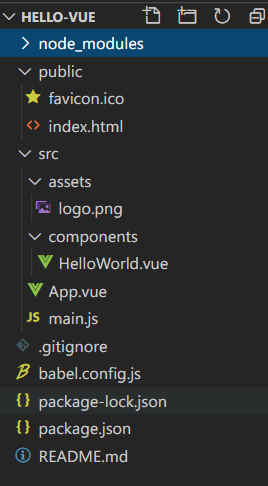 HELLO-VUE
node_modules
public
favicon.ico
index.html
src
assets
logo.png
components
HelloWorld.vue
App.vue
JS main.js
.gitignore
babel.config.js
package-lock.json
package.json
README.md